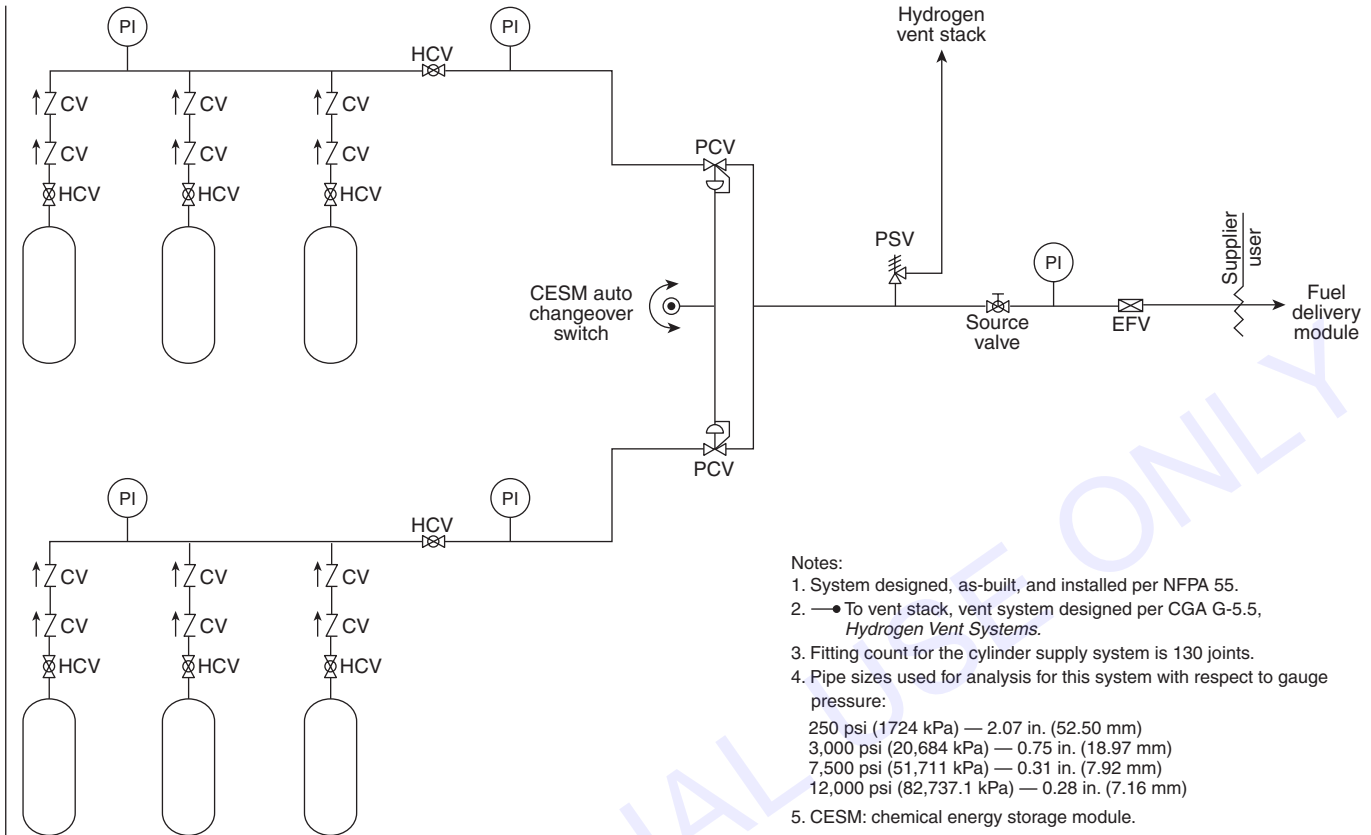 Hydrogen
vent stack
PI
PI
HCV
CV
CV
CV
CV
CV
CV
HCV
HCV
HCV
PCV
PSV
PI
Supplier
user
CESM auto
changeover
switch
Source
valve
EFV
Fuel
delivery
module
PCV
PI
PI
HCV
CV
CV
CV
CV
CV
CV
HCV
HCV
HCV
Notes:
1. System designed, as-built, and installed per NFPA 55.
2. To vent stack, vent system designed per CGA G-5.5,
Hydrogen Vent Systems.
3. Fitting count for the cylinder supply system is 130 joints.
4. Pipe sizes used for analysis for this system with respect to gauge
pressure:
250 psi (1724 kPa) — 2.07 in. (52.50 mm)
3,000 psi (20,684 kPa) — 0.75 in. (18.97 mm)
7,500 psi (51,711 kPa) — 0.31 in. (7.92 mm)
12,000 psi (82,737.1 kPa) — 0.28 in. (7.16 mm)
5. CESM: chemical energy storage module.
USE ONLY